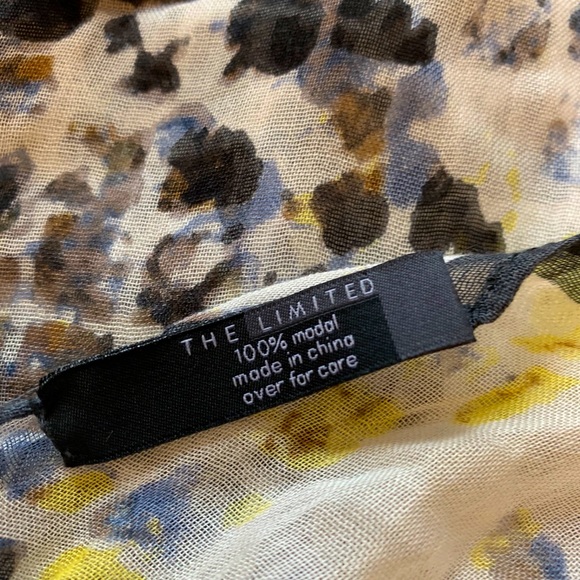 THE LIMITED
100% modal
made in china
over for care